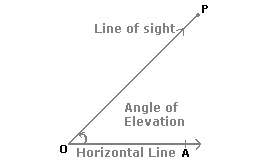 P
Line of sight
Angle of
Elevation
O
Horizontal Line A